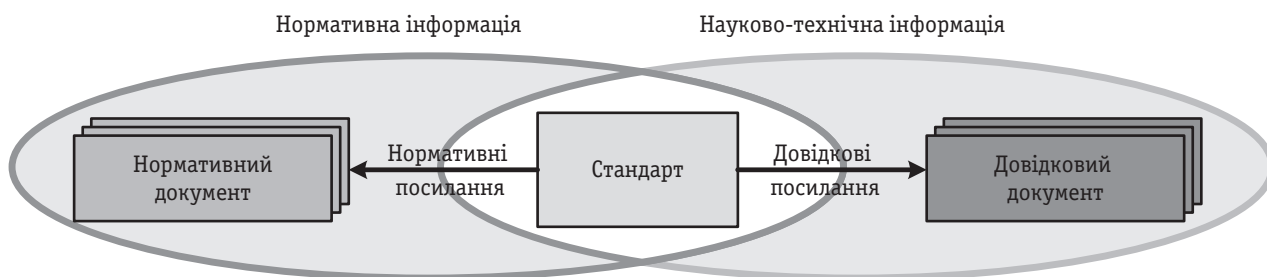 Нормативна інформація
Науково-технічна інформація
Нормативний
документ
Нормативні
посилання
Стандарт
Довідкові
посилання
Довідковий
документ